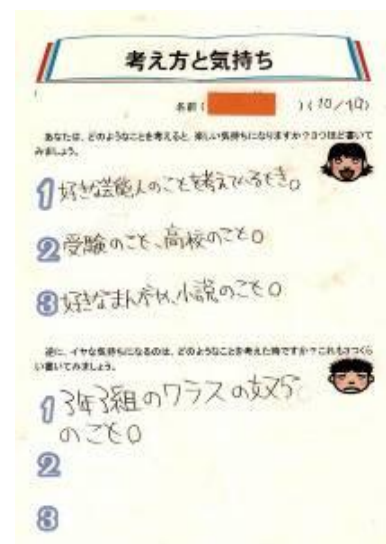 考え方と気持ち
名前( )(10/19)
あなたは、どのようなことを考えると、楽しい気持ちになりますか？3つほど書いて
みましょう。
1 好きな芸能人のことを考えているとき。
2 受験のこと、高校のこと。
3 好きなまんがや、小説のこと。
逆に、イヤな気持ちになるのは、どのようなことを考えた時ですか？これも3つくら
い書いてみましょう。
1 3年3組のクラスの奴ら
のこと。
2
3